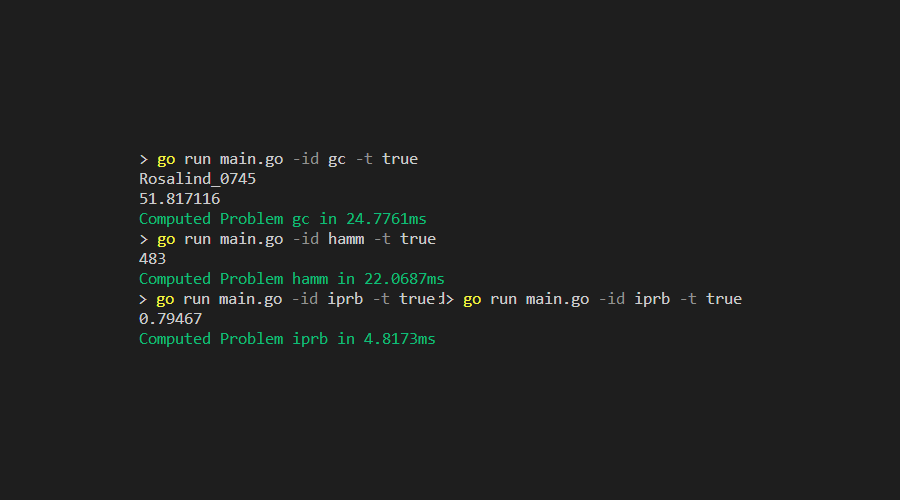 > go run main.go -id gc -t true
Rosalind_0745
51.817116
Computed Problem gc in 24.7761ms
> go run main.go -id hamm -t true
483
Computed Problem hamm in 22.0687ms
> go run main.go -id iprb -t true > go run main.go -id iprb -t true
0.79467
Computed Problem iprb in 4.8173ms